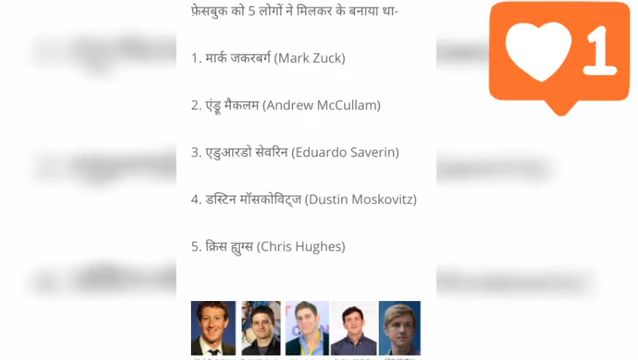 फ़ेसबुक को 5 लोगों ने मिलकर के बनाया था-
1
1. मार्क जकरबर्ग (Mark Zuck)
2. एंड्रू मैकलम (Andrew McCullam)
3. एडुआरडो सेवरिन (Eduardo Saverin)
4. डस्टिन मॉसकोविट्ज (Dustin Moskovitz)
5. क्रिस ह्यूग्स (Chris Hughes)